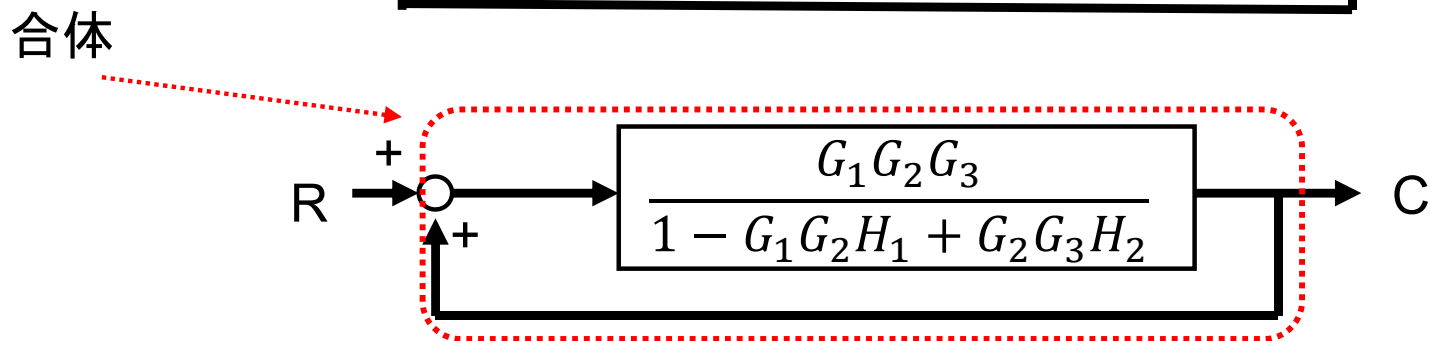 合体
+
R
+
G₁G₂G₃
1 − G₁G₂H₁ + G₂G₃H₂
C